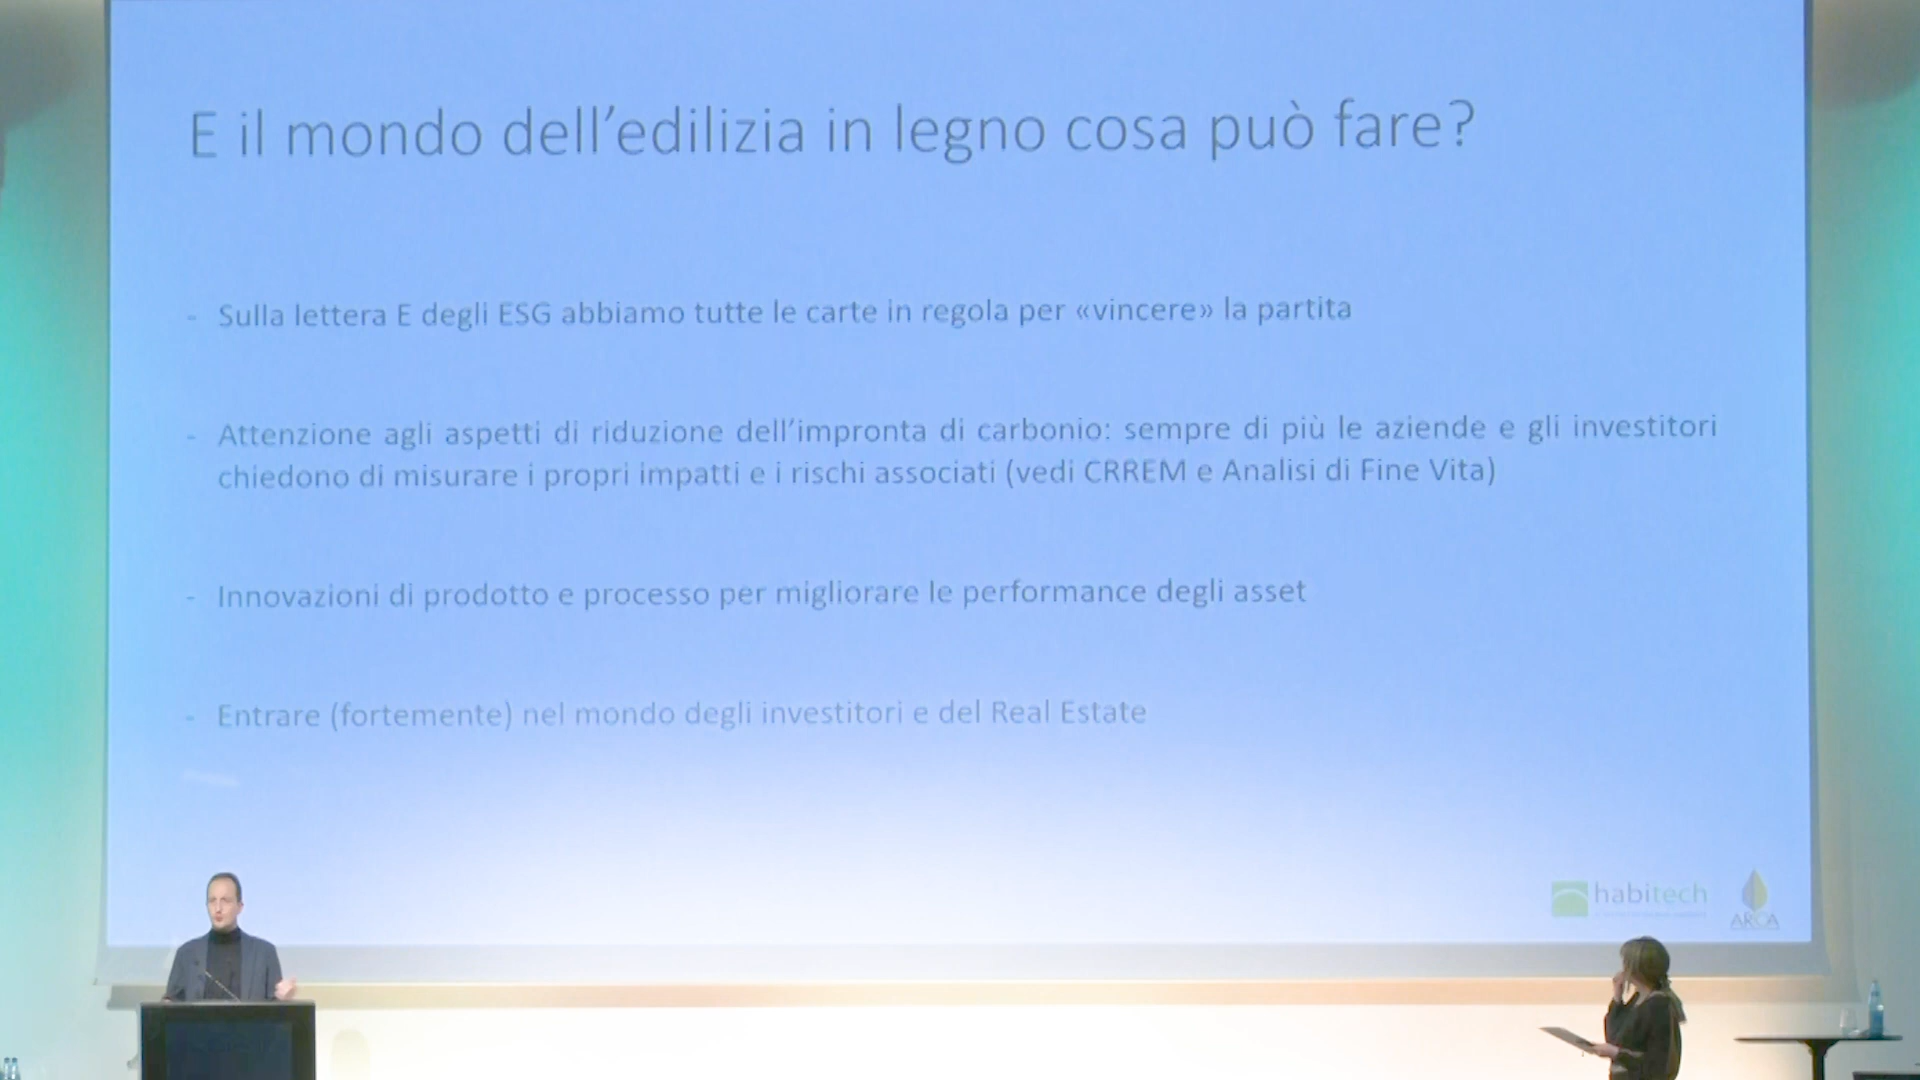 E il mondo dell'edilizia in legno cosa può fare?
- Sulla lettera E degli ESG abbiamo tutte le carte in regola per «vincere» la partita
- Attenzione agli aspetti di riduzione dell'impronta di carbonio: sempre di più le aziende e gli investitori
chiedono di misurare i propri impatti e i rischi associati (vedi CRREM e Analisi di Fine Vita)
- Innovazioni di prodotto e processo per migliorare le performance degli asset
- Entrare (fortemente) nel mondo degli investitori e del Real Estate
habitech
ARCA